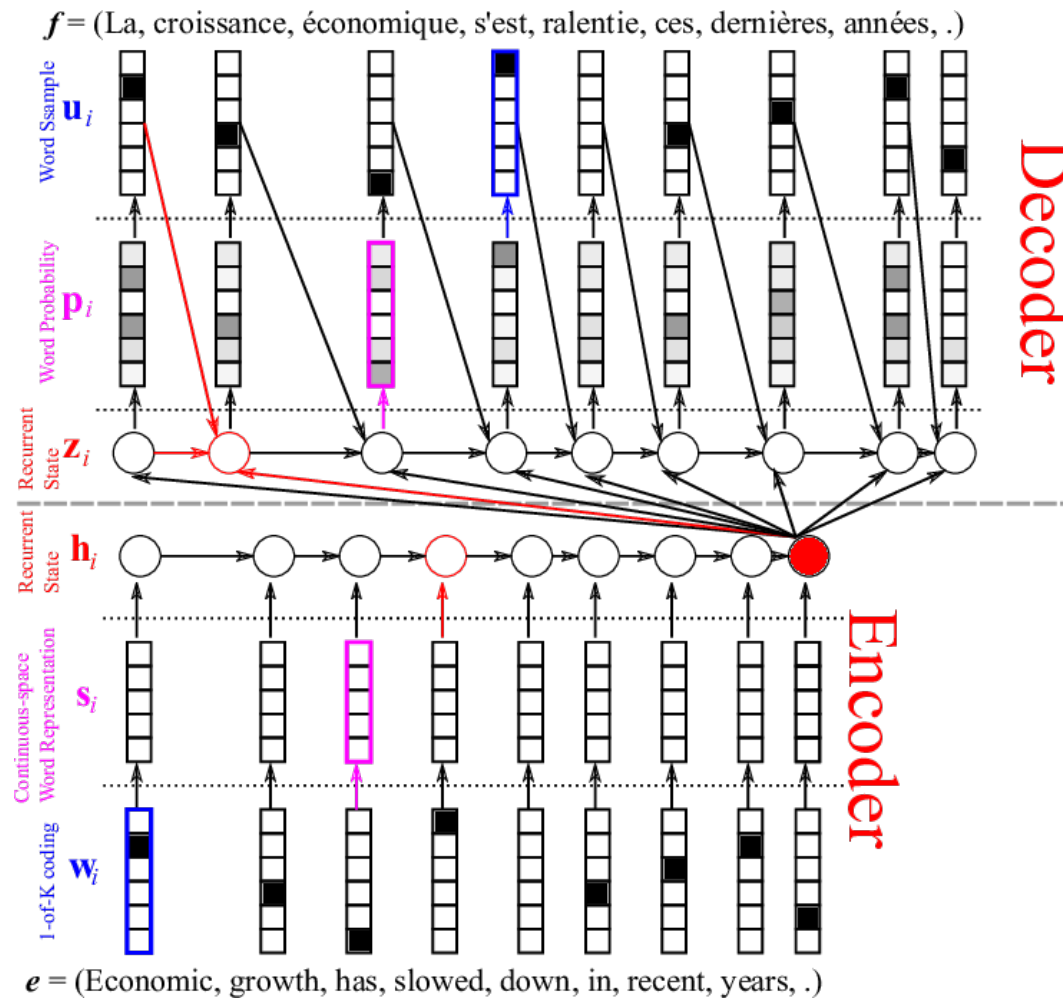 f = (La, croissance, économique, s'est, ralentie, ces, dernières, années, .)
Word Ssample
u_i
Word Probability
p_i
Recurrent
State
z_i
Decoder
Recurrent
State
h_i
Continuous-space
Word Representation
s_i
1-of-K coding
w_i
Encoder
e = (Economic, growth, has, slowed, down, in, recent, years, .)